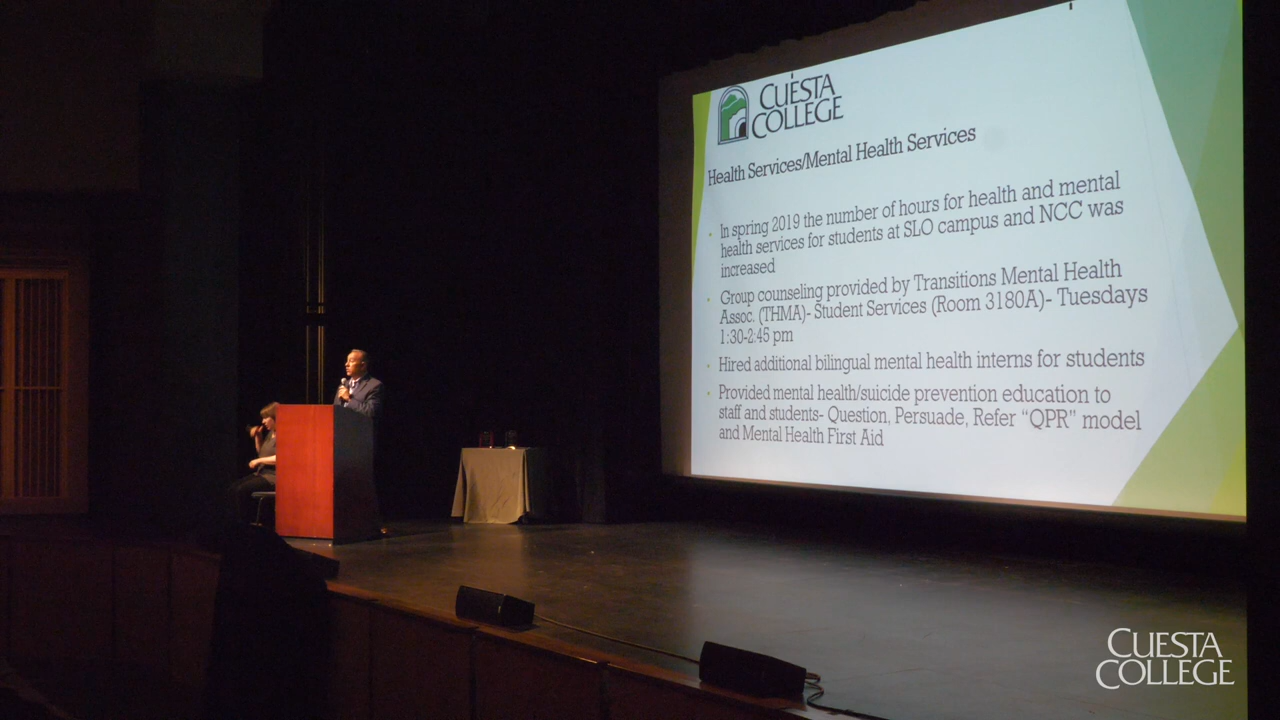 CUESTA
COLLEGE
Health Services/Mental Health Services
• In spring 2019 the number of hours for health and mental
health services for students at SLO campus and NCC was
increased
• Group counseling provided by Transitions Mental Health
Assoc. (THMA)- Student Services (Room 3180A)- Tuesdays
1:30-2:45 pm
• Hired additional bilingual mental health interns for students
• Provided mental health/suicide prevention education to
staff and students- Question, Persuade, Refer “QPR” model
and Mental Health First Aid
CUESTA
COLLEGE